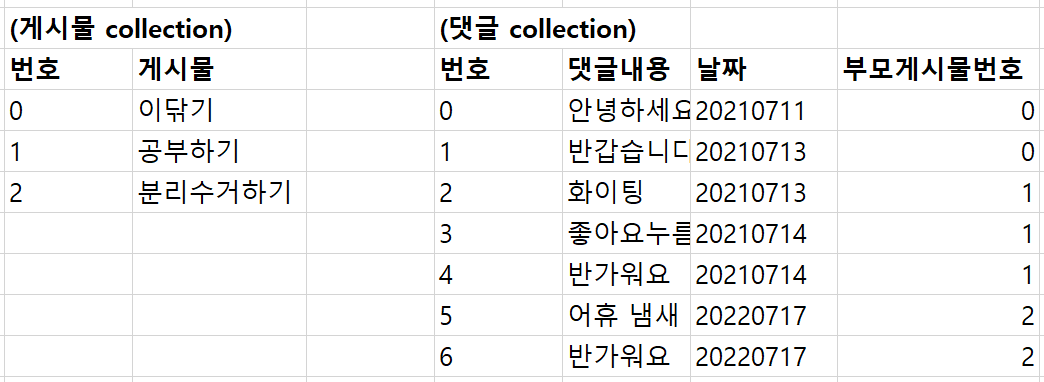 (게시물 collection) (댓글 collection)
번호 게시물 번호 댓글내용 날짜 부모게시물번호
0 이닦기 0 안녕하세요 20210711 0
1 공부하기 1 반갑습니다 20210713 0
2 분리수거하기 2 화이팅 20210713 1
3 좋아요누름 20210714 1
4 반가워요 20210714 1
5 어휴 냄새 20220717 2
6 반가워요 20220717 2